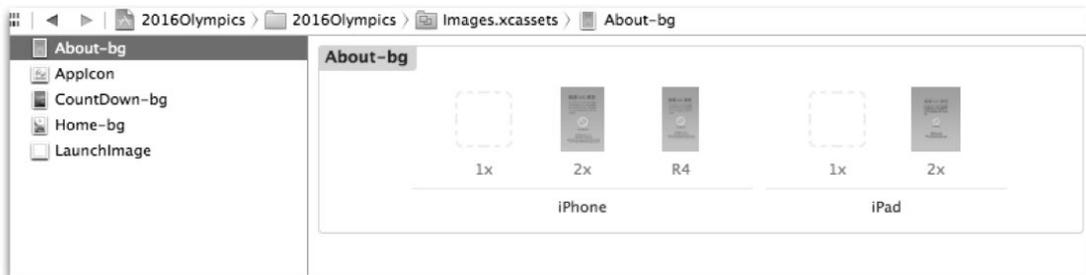 2016Olympics 2016Olympics Images.xcassets About-bg
About-bg
AppIcon
CountDown-bg
Home-bg
LaunchImage
About-bg
1x 2x R4 1x 2x
iPhone iPad